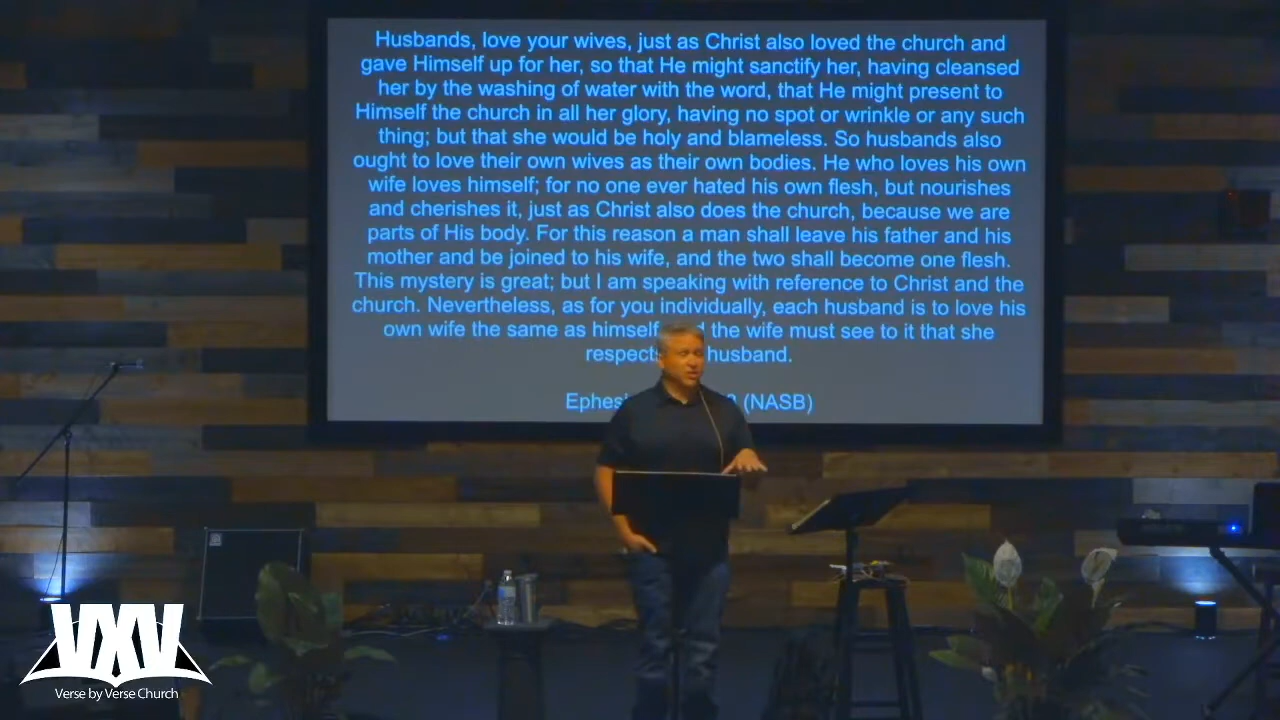 Husbands, love your wives, just as Christ also loved the church and
gave Himself up for her, so that He might sanctify her, having cleansed
her by the washing of water with the word, that He might present to
Himself the church in all her glory, having no spot or wrinkle or any such
thing; but that she would be holy and blameless. So husbands also
ought to love their own wives as their own bodies. He who loves his own
wife loves himself; for no one ever hated his own flesh, but nourishes
and cherishes it, just as Christ also does the church, because we are
parts of His body. For this reason a man shall leave his father and his
mother and be joined to his wife, and the two shall become one flesh.
This mystery is great; but I am speaking with reference to Christ and the
church. Nevertheless, as for you individually, each husband is to love his
own wife the same as himself the wife must see to it that she
respects husband.
(NASB)
VXV
Verse by Verse Church